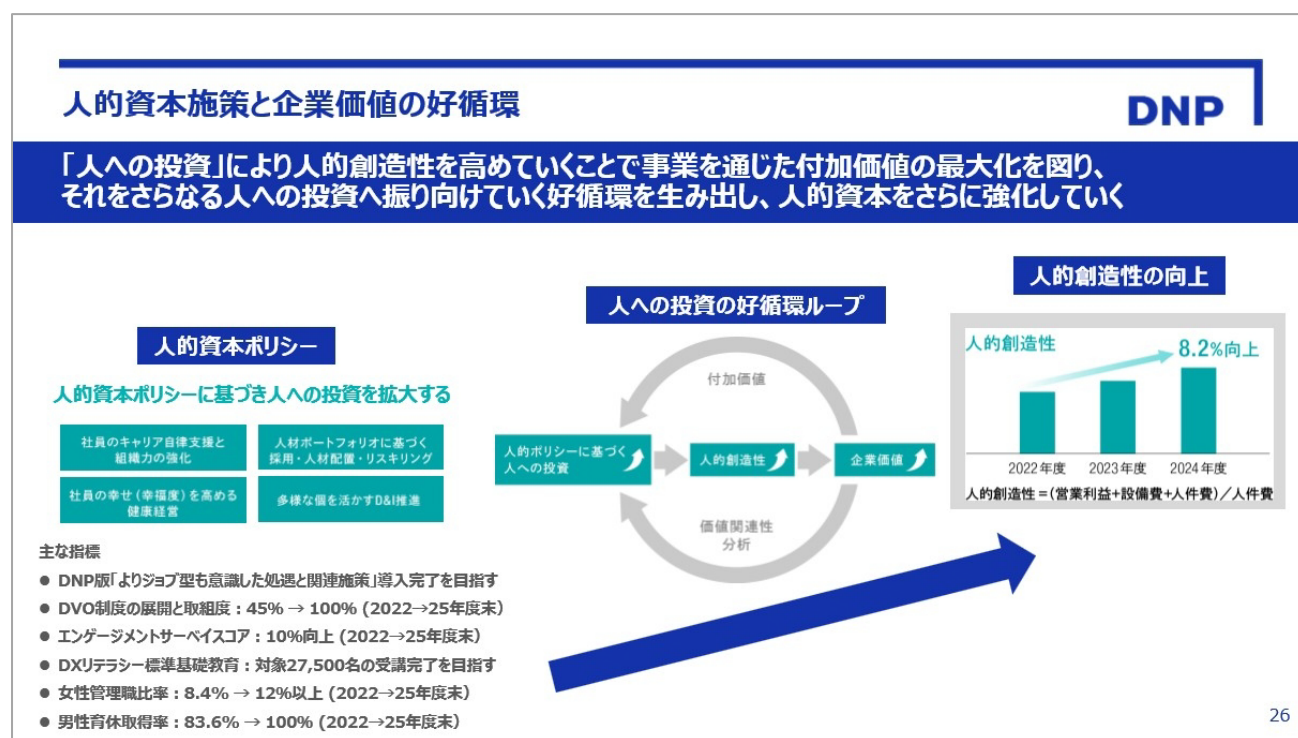 人的資本施策と企業価値の好循環
DNP
「人への投資」により人的創造性を高めていくことで事業を通じた付加価値の最大化を図り、
それをさらなる人への投資へ振り向けていく好循環を生み出し、人的資本をさらに強化していく
人的資本ポリシー
人的資本ポリシーに基づき人への投資を拡大する
社員のキャリア自律支援と
組織力の強化
人材ポートフォリオに基づく
採用・人材配置・リスキリング
社員の幸せ(幸福度)を高める
健康経営
多様な個を活かすD&I推進
主な指標
● DNP版「よりジョブ型も意識した処遇と関連施策」導入完了を目指す
● DVO制度の展開と取組度：45% → 100% (2022→25年度末)
● エンゲージメントサーベイスコア：10%向上 (2022→25年度末)
● DXリテラシー標準基礎教育：対象27,500名の受講完了を目指す
● 女性管理職比率：8.4% → 12%以上 (2022→25年度末)
● 男性育休取得率：83.6% → 100% (2022→25年度末)
人への投資の好循環ループ
付加価値
人的ポリシーに基づく
人への投資
人的創造性
企業価値
価値関連性
分析
人的創造性の向上
人的創造性
8.2%向上
2022年度 2023年度 2024年度
人的創造性＝(営業利益+設備費+人件費)／人件費
26